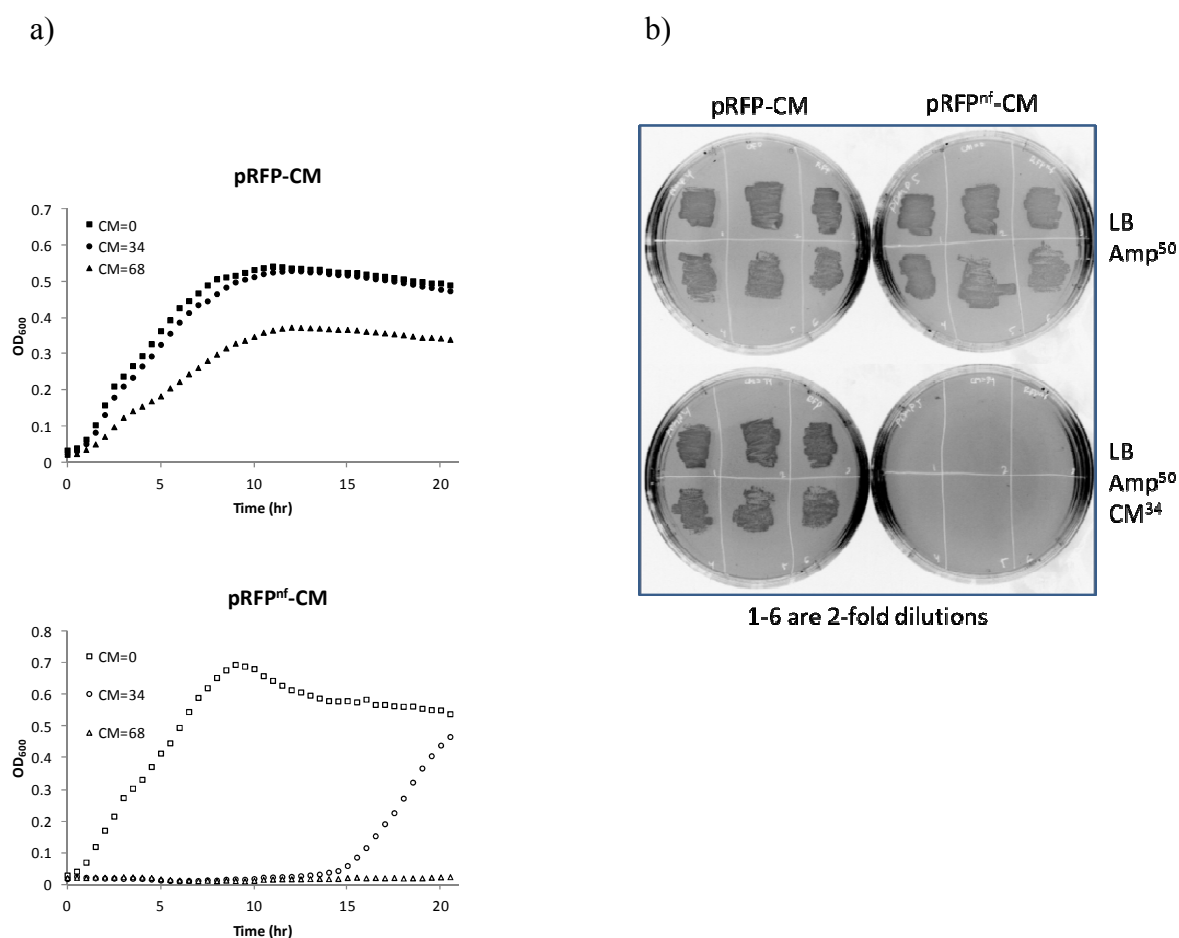 a)
pRFP-CM
0.7
0.6
0.5
0.4
0.3
0.2
0.1
0
OD600
CM=0
CM=34
CM=68
0
5
10
15
20
Time (hr)
pRFPnf-CM
0.8
0.7
0.6
0.5
0.4
0.3
0.2
0.1
0
OD600
CM=0
CM=34
CM=68
0
5
10
15
20
Time (hr)
b)
pRFP-CM
pRFPnf-CM
LB
Amp50
LB
Amp50
CM34
1-6 are 2-fold dilutions